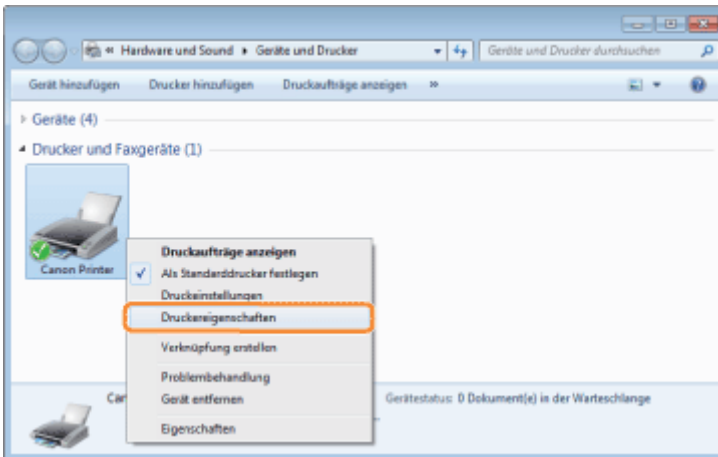 « Hardware und Sound ▸ Geräte und Drucker
Geräte und Drucker durchsuchen
Gerät hinzufügen Drucker hinzufügen Druckaufträge anzeigen »
Geräte (4)
Drucker und Faxgeräte (1)
Canon Printer
Druckaufträge anzeigen
Als Standarddrucker festlegen
Druckeinstellungen
Druckereigenschaften
Verknüpfung erstellen
Problembehandlung
Gerät entfernen
Eigenschaften
Can
Gerätestatus: 0 Dokument(e) in der Warteschlange